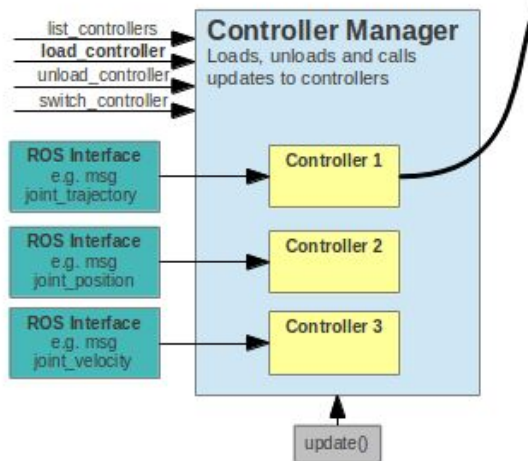 list_controllers
load_controller
unload_controller
switch_controller
Controller Manager
Loads, unloads and calls
updates to controllers
ROS Interface
e.g. msg
joint_trajectory
Controller 1
ROS Interface
e.g. msg
joint_position
Controller 2
ROS Interface
e.g. msg
joint_velocity
Controller 3
update()